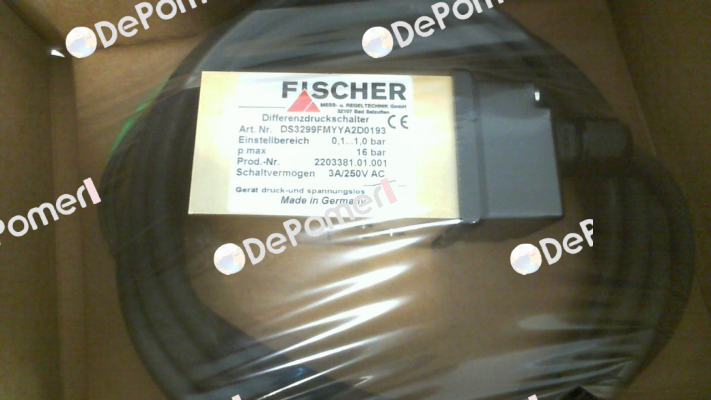 DePomerl
DePomerl
FISCHER
MESS- u. REGELTECHNIK GmbH
32107 Bad Salzuflen
Differenzdruckschalter
CE
Art. Nr. DS3299FMYYA2D0193
Einstellbereich 0,1...1,0 bar
p max 16 bar
Prod.-Nr. 2203381.01.001
Schaltvermögen 3A/250V AC
Gerät druck-und spannungslos
Made in Germany
DePomerl
DePomerl
DePom
DePomerl
DePomerl